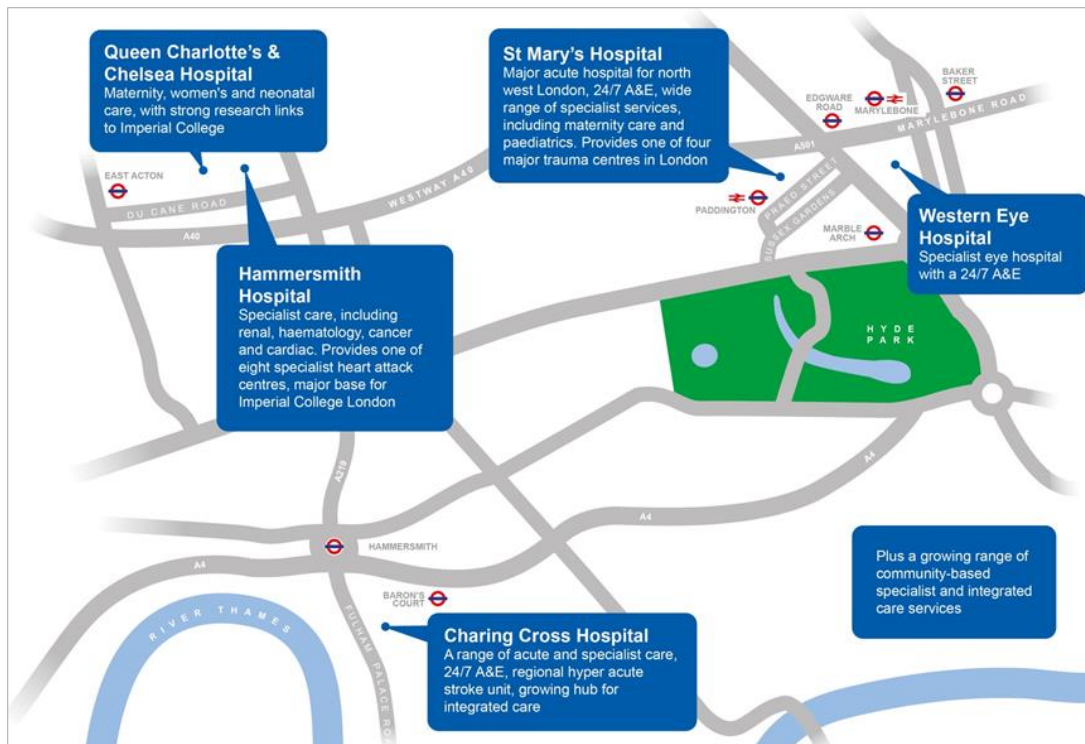 Queen Charlotte's &
Chelsea Hospital
Maternity, women's and neonatal
care, with strong research links
to Imperial College
St Mary's Hospital
Major acute hospital for north
west London, 24/7 A&E, wide
range of specialist services,
including maternity care and
paediatrics. Provides one of four
major trauma centres in London
BAKER
STREET
EDGWARE
ROAD
MARYLEBONE
MARYLEBONE ROAD
A501
EAST ACTON
DU CANE ROAD
WESTWAY A40
A40
PADDINGTON
PRAED STREET
SUSSEX GARDENS
MARBLE
ARCH
Western Eye
Hospital
Specialist eye hospital
with a 24/7 A&E
Hammersmith
Hospital
Specialist care, including
renal, haematology, cancer
and cardiac. Provides one of
eight specialist heart attack
centres, major base for
Imperial College London
HYDE
PARK
A219
A4
A4
HAMMERSMITH
A4
BARON'S
COURT
RIVER THAMES
FULHAM PALACE ROA
Charing Cross Hospital
A range of acute and specialist care,
24/7 A&E, regional hyper acute
stroke unit, growing hub for
integrated care
Plus a growing range of
community-based
specialist and integrated
care services